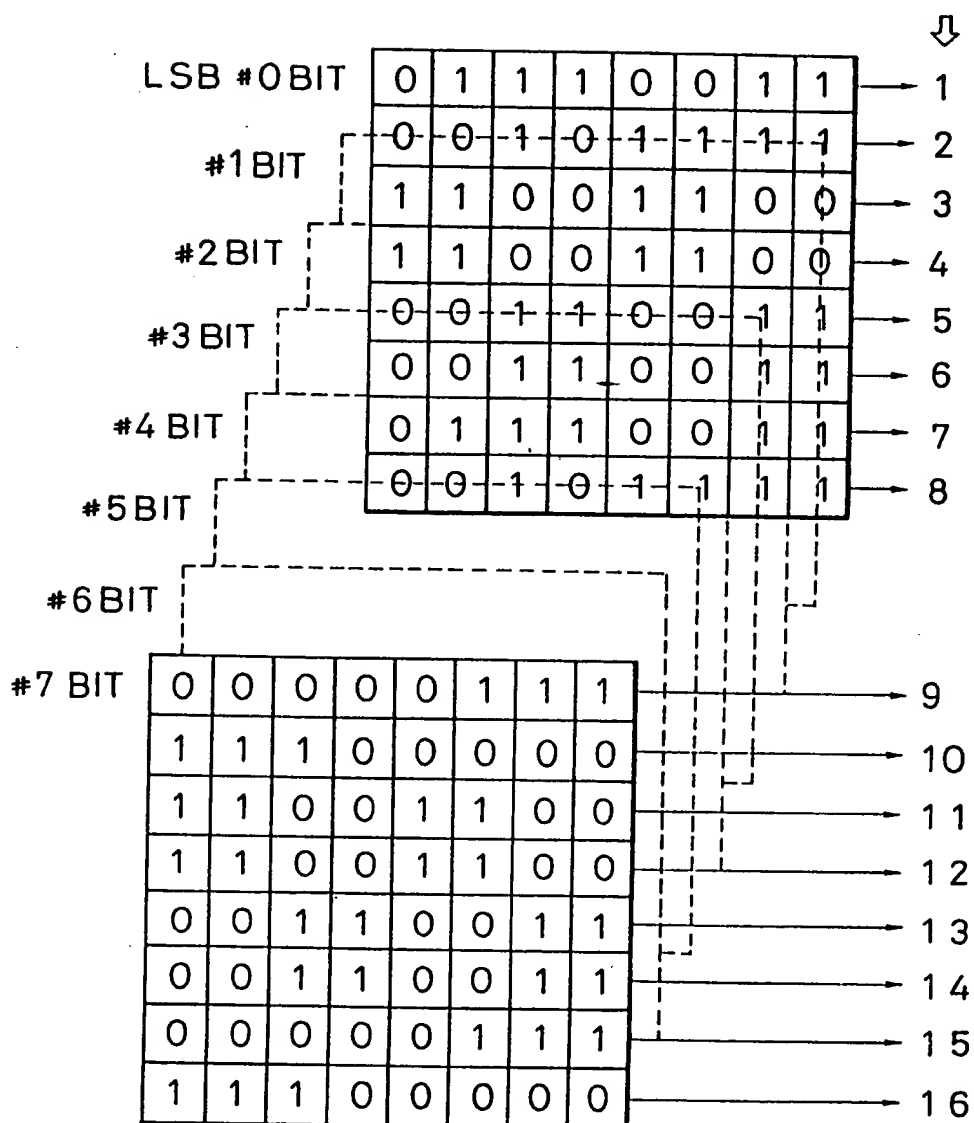 LSB #0 BIT 0 1 1 1 0 0 1 1 1
0 0 1 0 1 1 1 1 2
#1 BIT
1 1 0 0 1 1 0 0 3
#2 BIT 1 1 0 0 1 1 0 0 4
0 0 1 1 0 0 1 1 5
#3 BIT
0 0 1 1 0 0 1 1 6
#4 BIT 0 1 1 1 0 0 1 1 7
0 0 1 0 1 1 1 1 8
#5 BIT
#6 BIT
#7 BIT 0 0 0 0 0 1 1 1 9
1 1 1 0 0 0 0 0 10
1 1 0 0 1 1 0 0 11
1 1 0 0 1 1 0 0 12
0 0 1 1 0 0 1 1 13
0 0 1 1 0 0 1 1 14
0 0 0 0 0 1 1 1 15
1 1 1 0 0 0 0 0 16